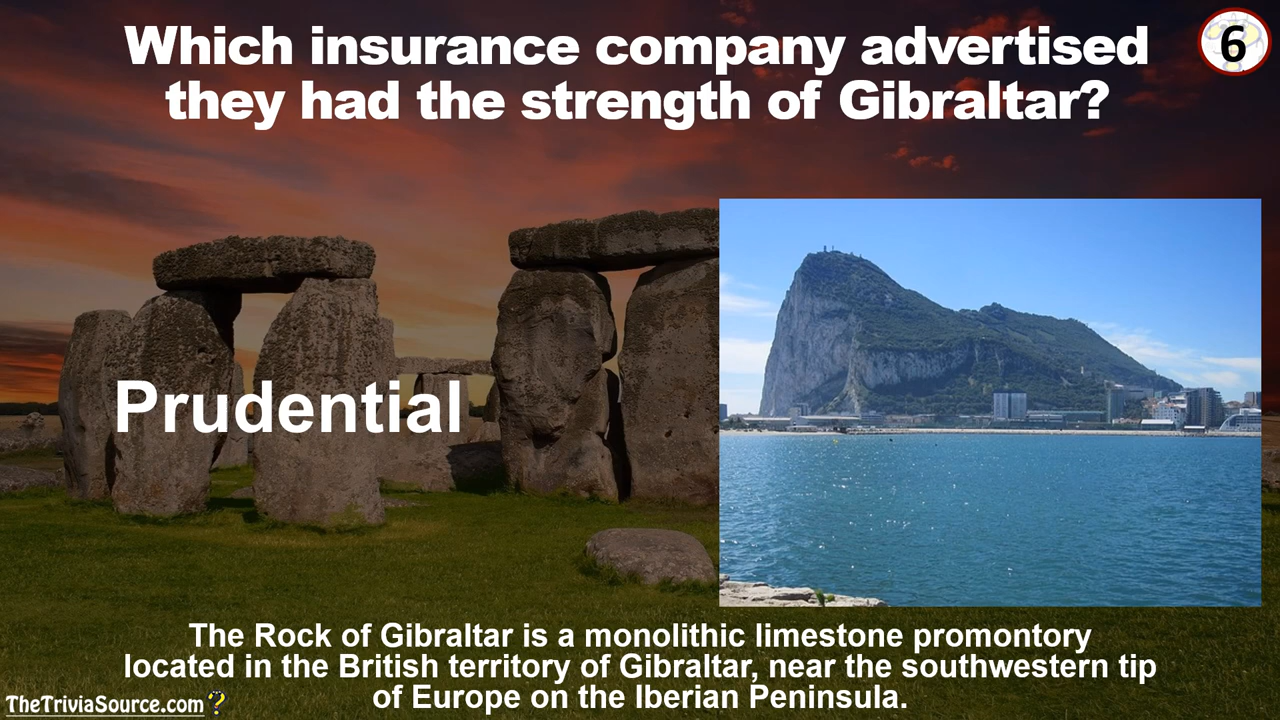 Which insurance company advertised
they had the strength of Gibraltar?
6
Prudential
The Rock of Gibraltar is a monolithic limestone promontory
located in the British territory of Gibraltar, near the southwestern tip
of Europe on the Iberian Peninsula.
TheTriviaSource.com?